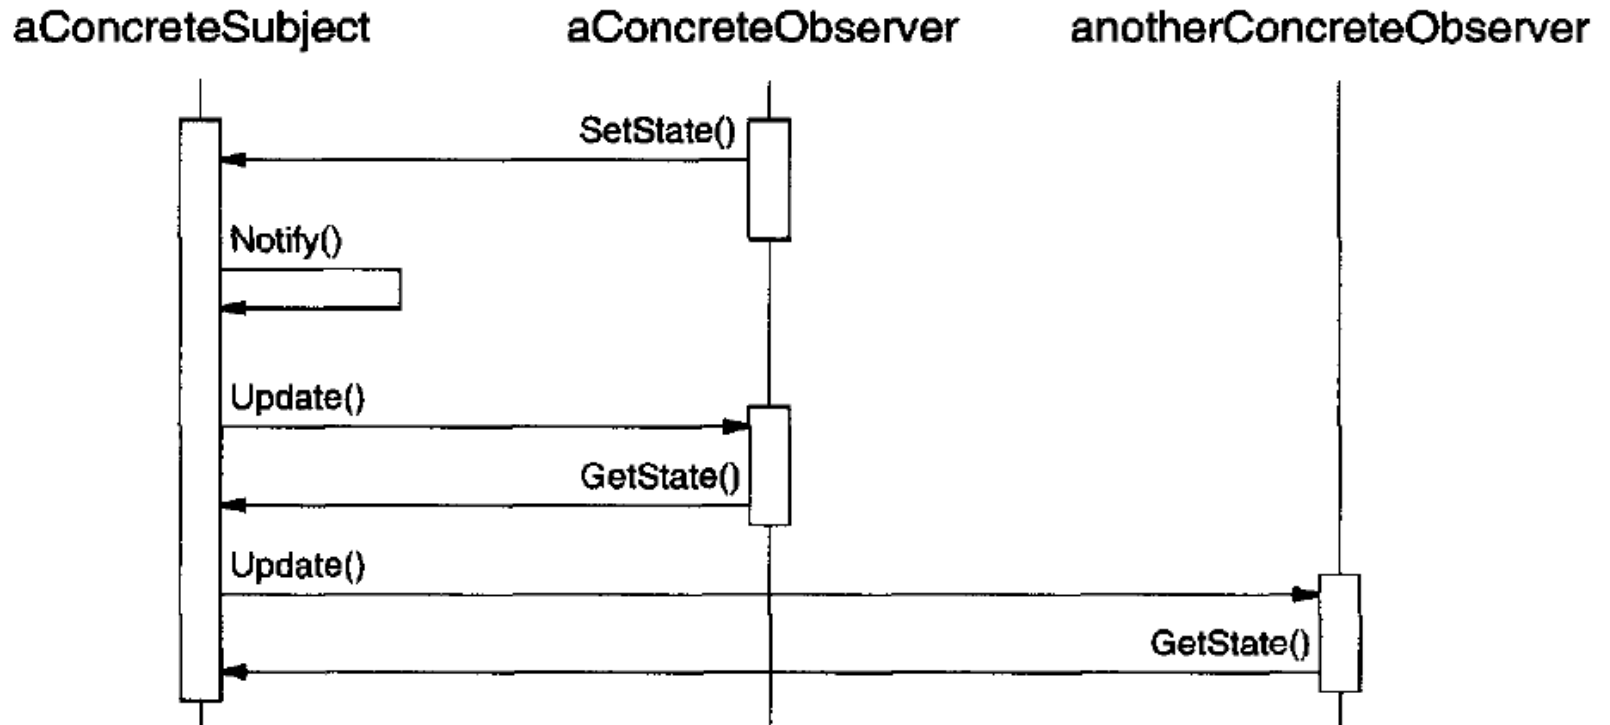 aConcreteSubject
aConcreteObserver
anotherConcreteObserver
SetState()
Notify()
Update()
GetState()
Update()
GetState()